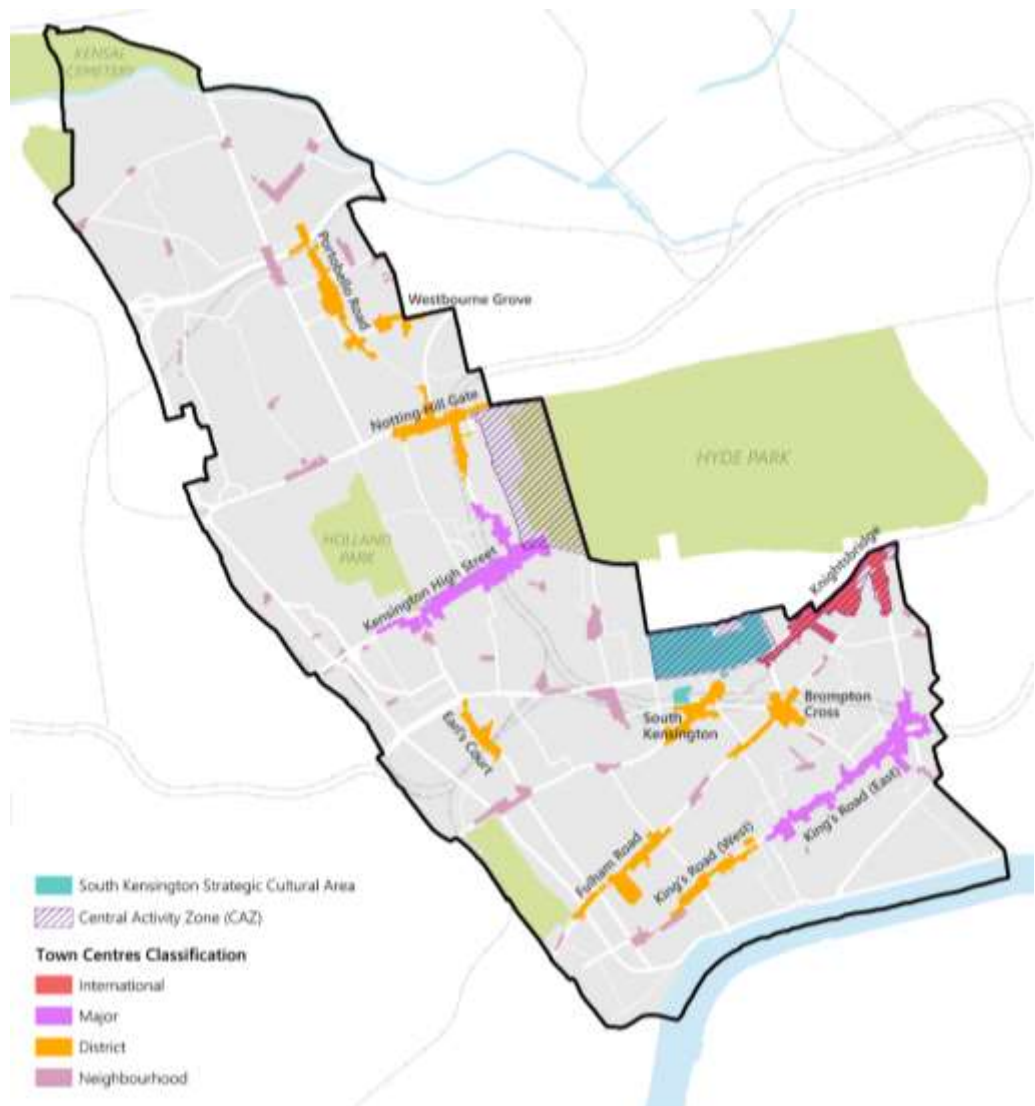 KENSAL
CEMETERY
Portobello Road
Westbourne Grove
Notting Hill Gate
HYDE PARK
HOLLAND
PARK
Kensington High Street
Knightsbridge
Earl's Court
South
Kensington
Brompton
Cross
King's Road (East)
Fulham Road
King's Road (West)
South Kensington Strategic Cultural Area
Central Activity Zone (CAZ)
Town Centres Classification
International
Major
District
Neighbourhood